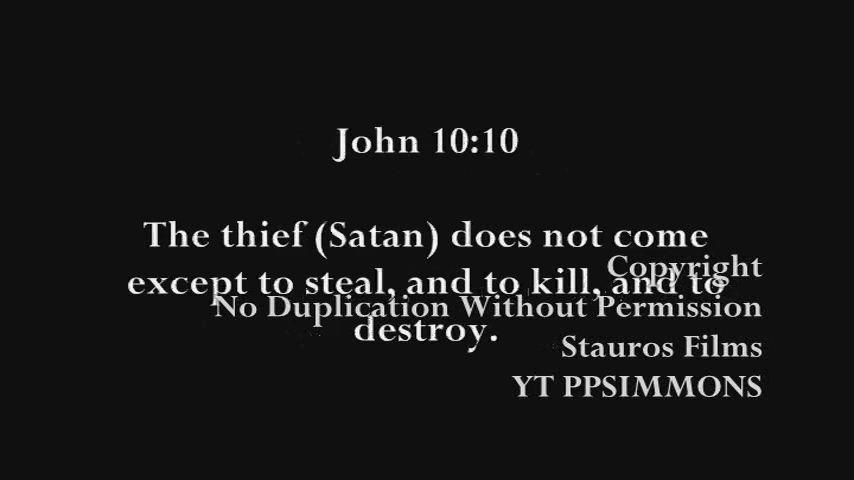 John 10:10
The thief (Satan) does not come
except to steal, and to kill, and to
destroy.
Copyright
No Duplication Without Permission
Stauros Films
YT PPSIMMONS